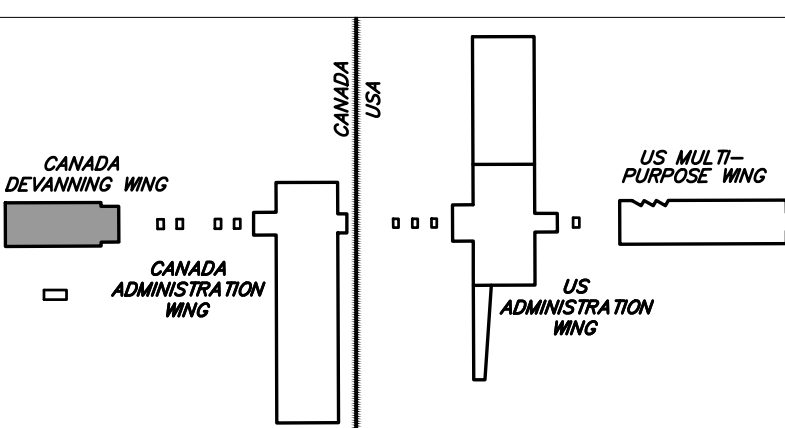 CANADA
USA
CANADA
DEVANNING WING
US MULTI-
PURPOSE WING
CANADA
ADMINISTRATION
WING
US
ADMINISTRATION
WING